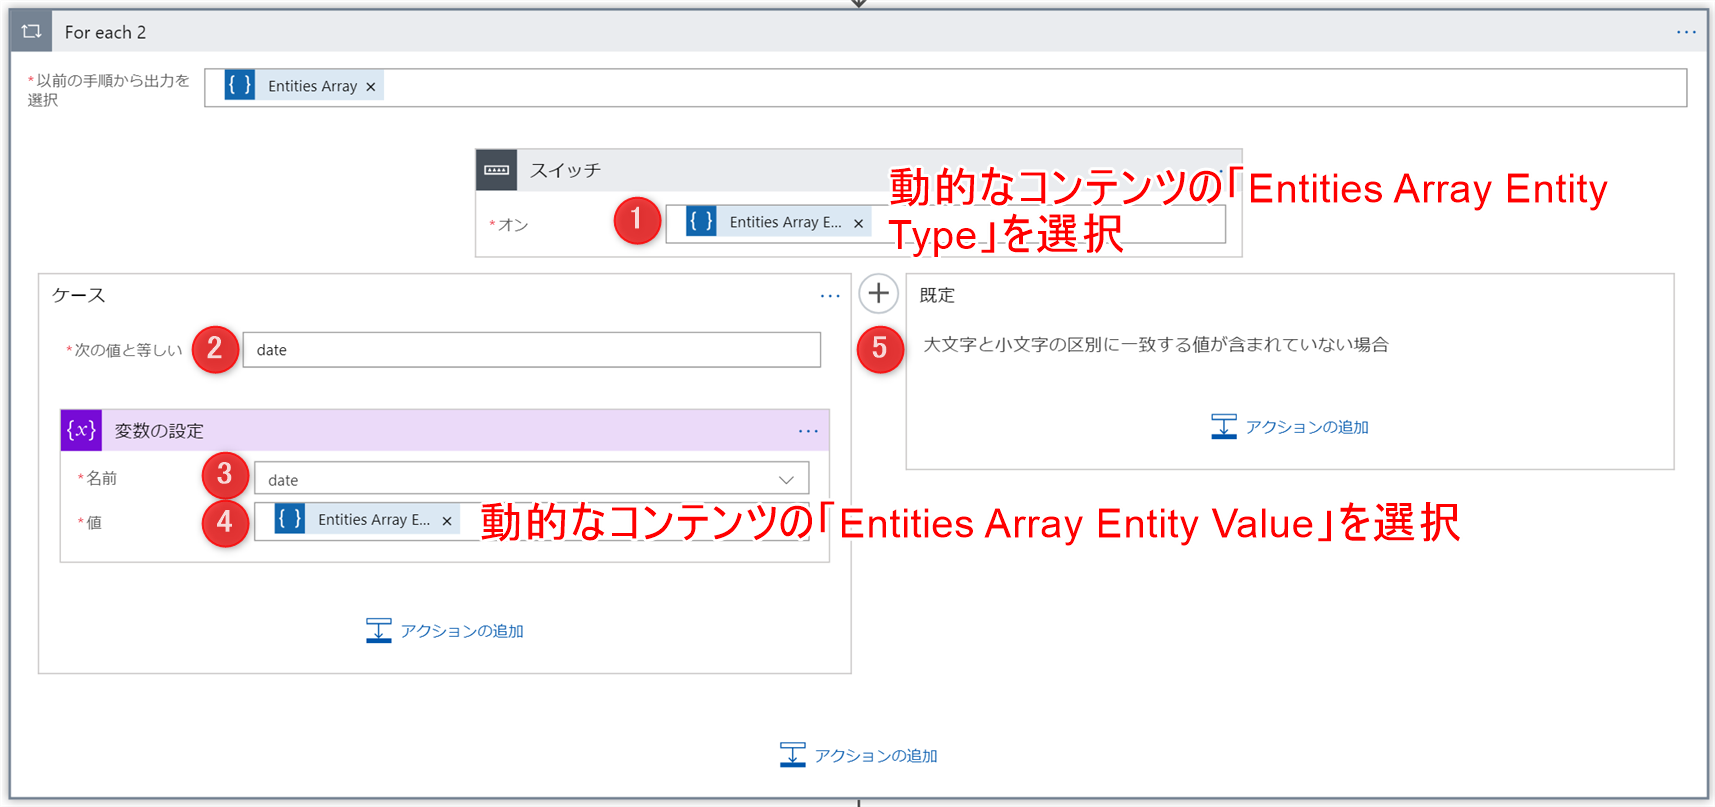 For each 2
*以前の手順から出力を
選択
{ } Entities Array ×
スイッチ
*オン
1
{ } Entities Array E... ×
動的なコンテンツの「Entities Array Entity
Type」を選択
ケース
既定
*次の値と等しい
2
date
5
大文字と小文字の区別に一致する値が含まれていない場合
アクションの追加
{x} 変数の設定
*名前
3
date
*値
4
{ } Entities Array E... ×
動的なコンテンツの「Entities Array Entity Value」を選択
アクションの追加
アクションの追加